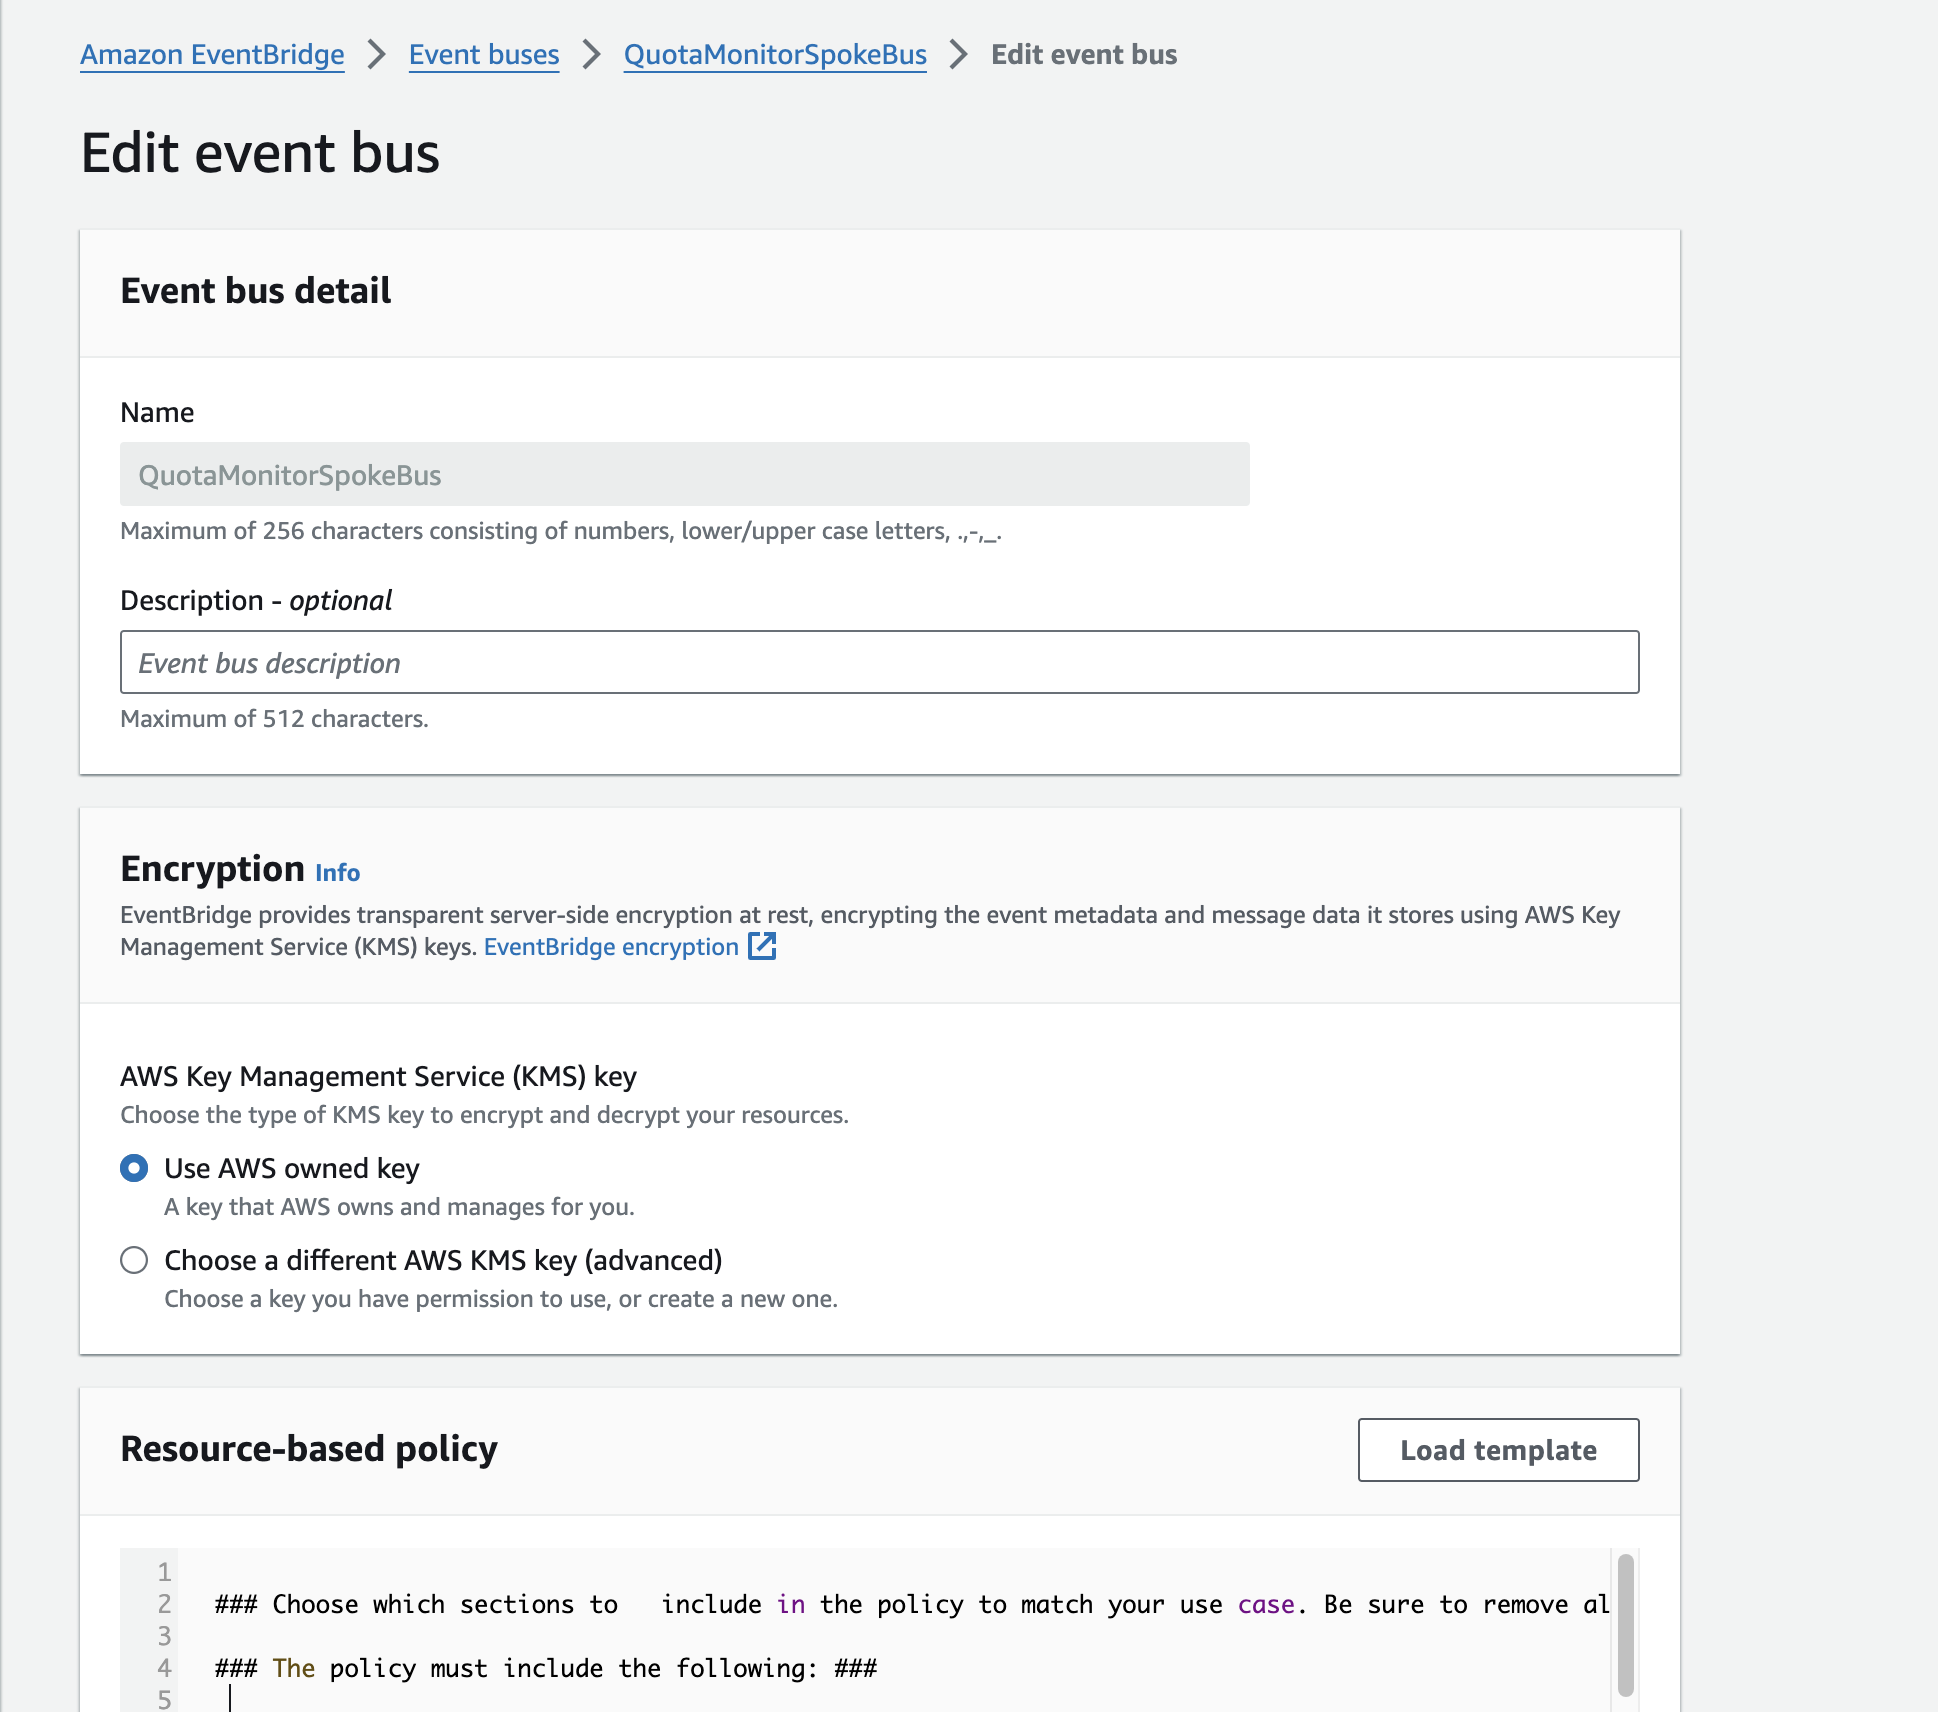 Amazon EventBridge > Event buses > QuotaMonitorSpokeBus > Edit event bus
Edit event bus
Event bus detail
Name
QuotaMonitorSpokeBus
Maximum of 256 characters consisting of numbers, lower/upper case letters, .,-,_.
Description - optional
Event bus description
Maximum of 512 characters.
Encryption Info
EventBridge provides transparent server-side encryption at rest, encrypting the event metadata and message data it stores using AWS Key
Management Service (KMS) keys. EventBridge encryption
AWS Key Management Service (KMS) key
Choose the type of KMS key to encrypt and decrypt your resources.
Use AWS owned key
A key that AWS owns and manages for you.
Choose a different AWS KMS key (advanced)
Choose a key you have permission to use, or create a new one.
Resource-based policy
Load template
1
2 ### Choose which sections to   include in the policy to match your use case. Be sure to remove al
3
4 ### The policy must include the following: ###
5